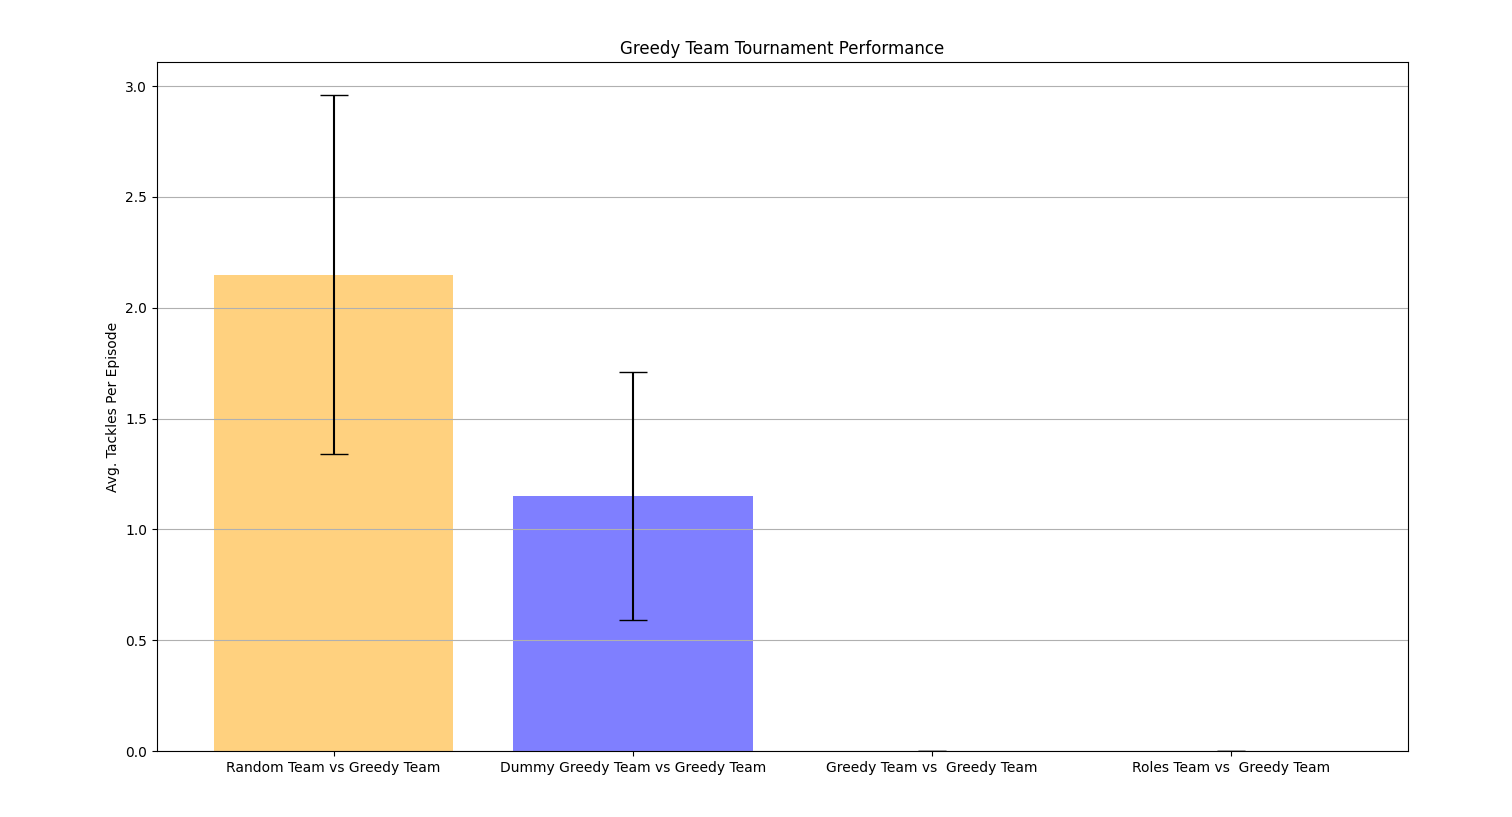 Greedy Team Tournament Performance
Avg. Tackles Per Episode
3.0
2.5
2.0
1.5
1.0
0.5
0.0
Random Team vs Greedy Team
Dummy Greedy Team vs Greedy Team
Greedy Team vs  Greedy Team
Roles Team vs  Greedy Team